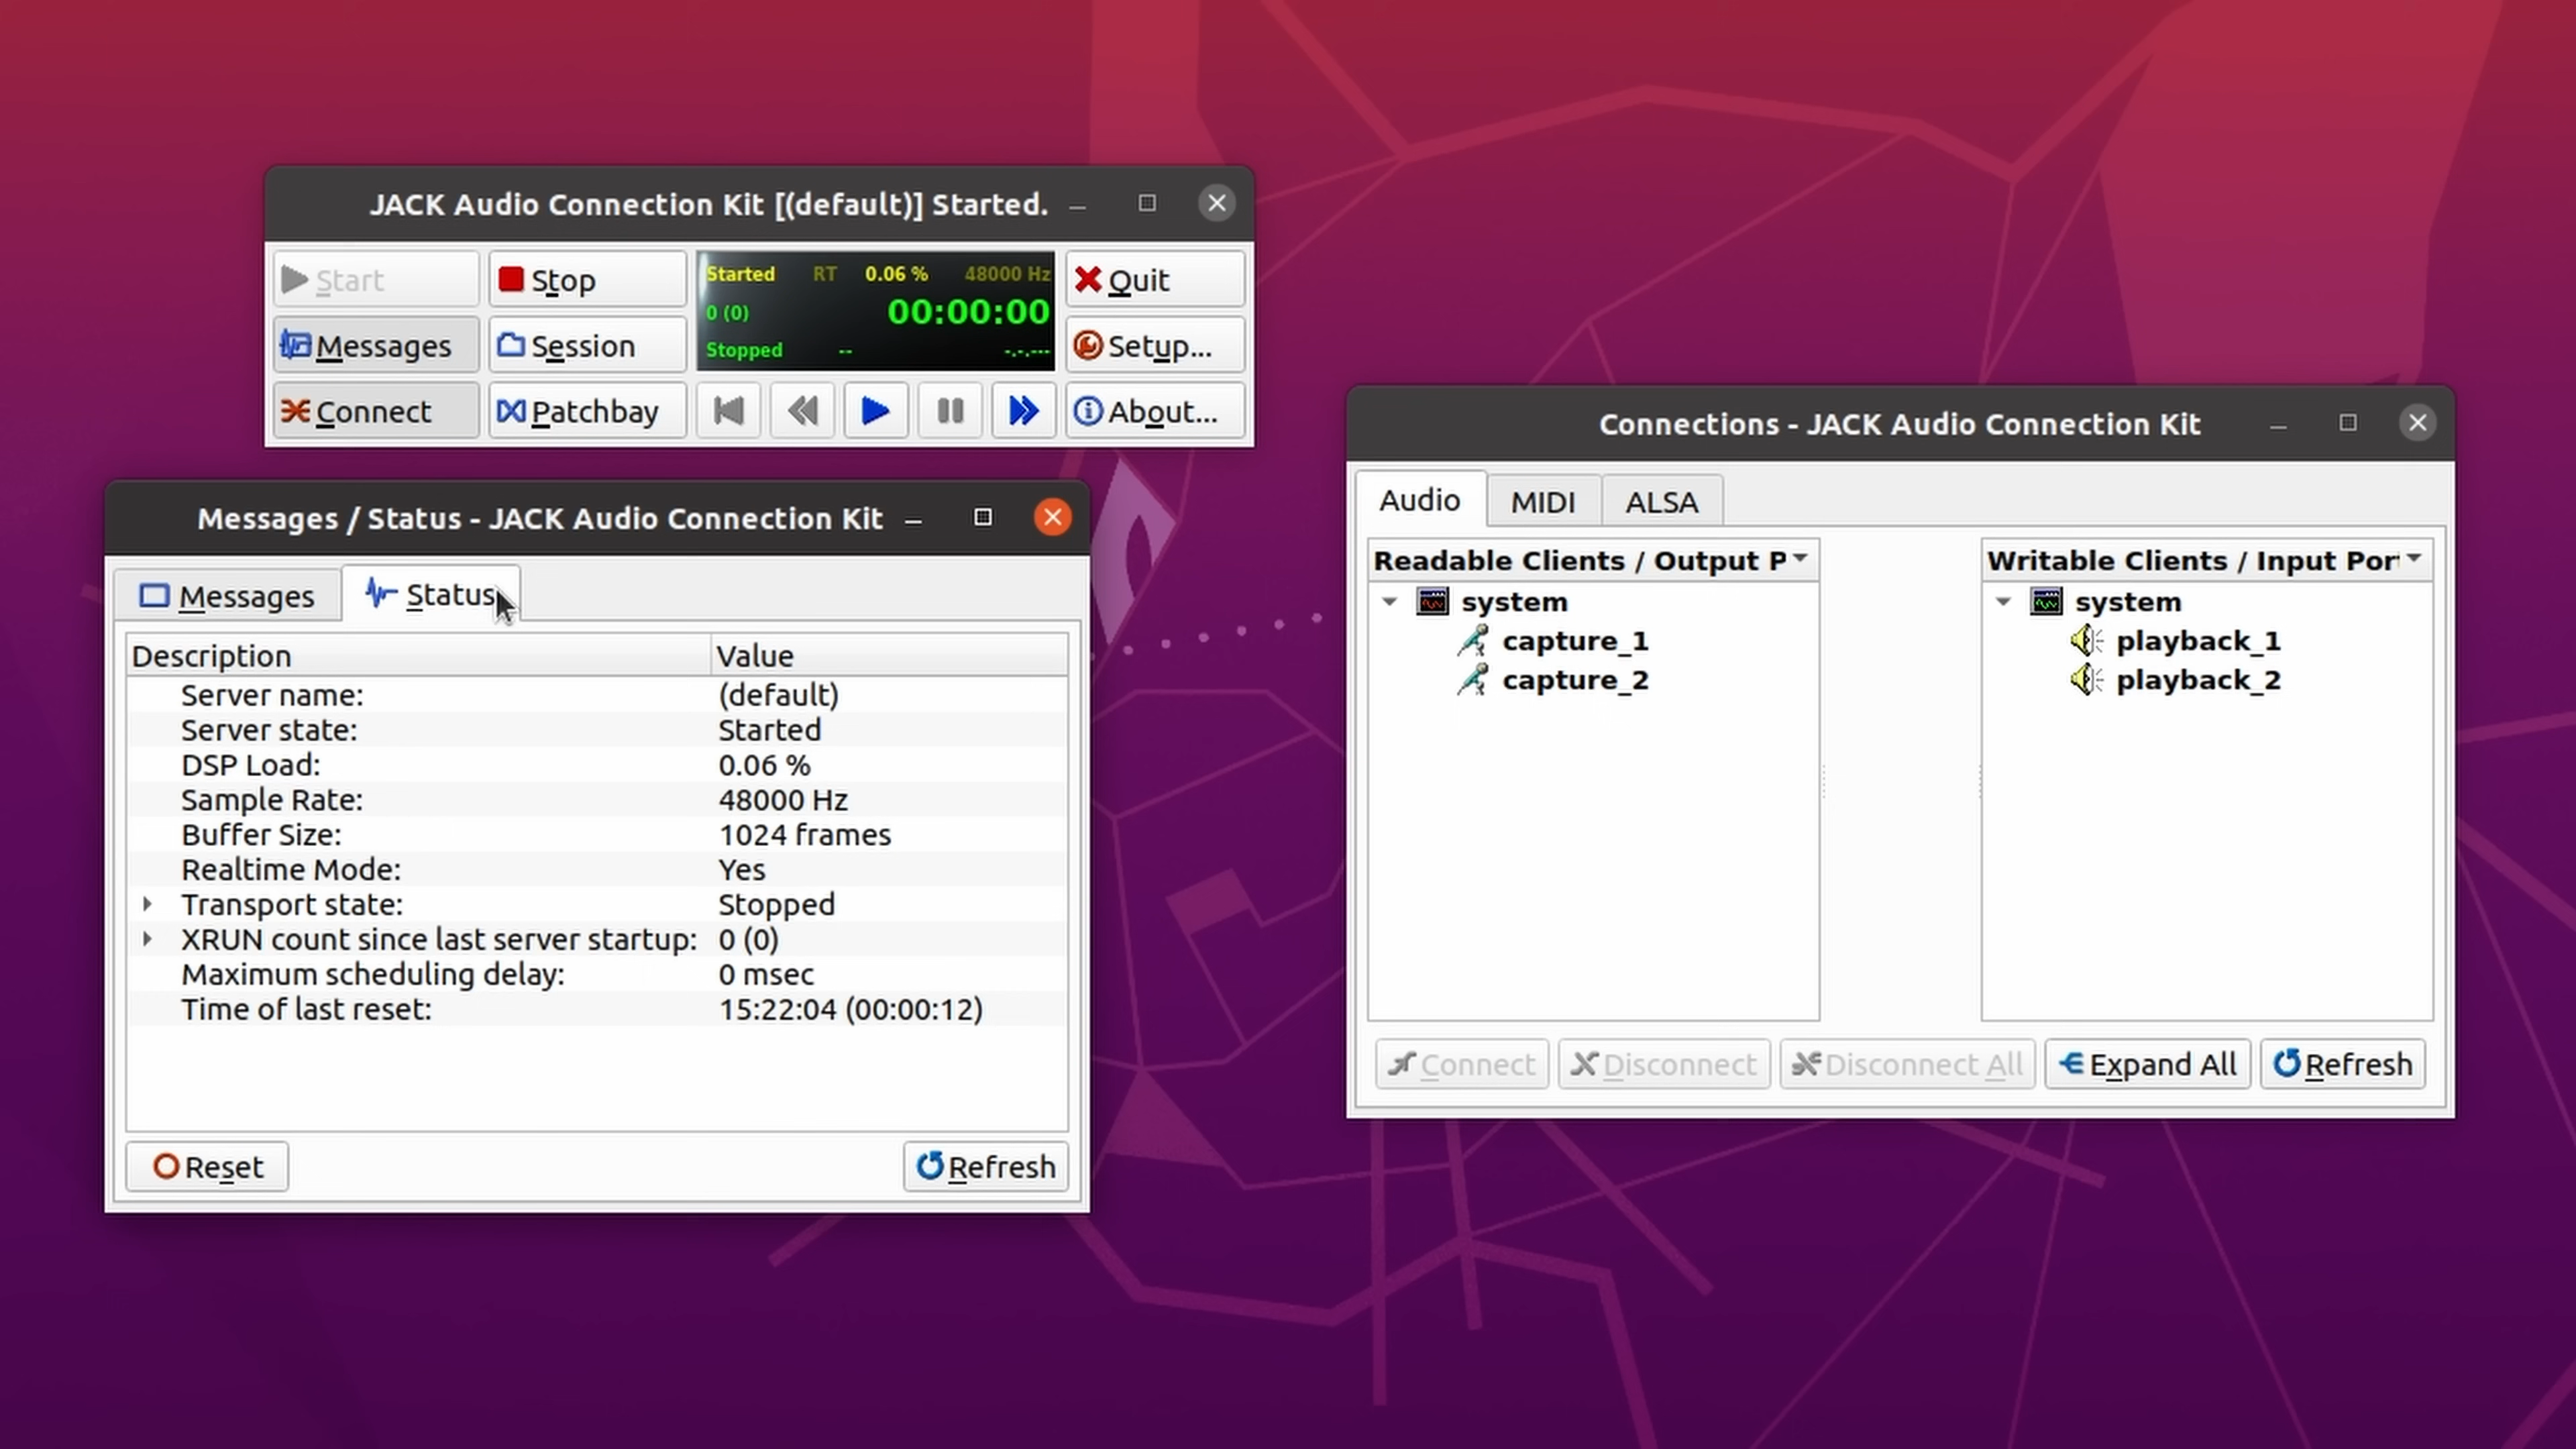 JACK Audio Connection Kit [(default)] Started.
Start
Stop
Started RT 0.06 % 48000 Hz
0 (0) 00:00:00
Stopped -- -.-.---
Quit
Messages
Session
Setup...
Connect
Patchbay
About...
Messages / Status - JACK Audio Connection Kit
Messages
Status
Description Value
Server name: (default)
Server state: Started
DSP Load: 0.06 %
Sample Rate: 48000 Hz
Buffer Size: 1024 frames
Realtime Mode: Yes
Transport state: Stopped
XRUN count since last server startup: 0 (0)
Maximum scheduling delay: 0 msec
Time of last reset: 15:22:04 (00:00:12)
Reset
Refresh
Connections - JACK Audio Connection Kit
Audio
MIDI
ALSA
Readable Clients / Output P
system
capture_1
capture_2
Writable Clients / Input Por
system
playback_1
playback_2
Connect
Disconnect
Disconnect All
Expand All
Refresh